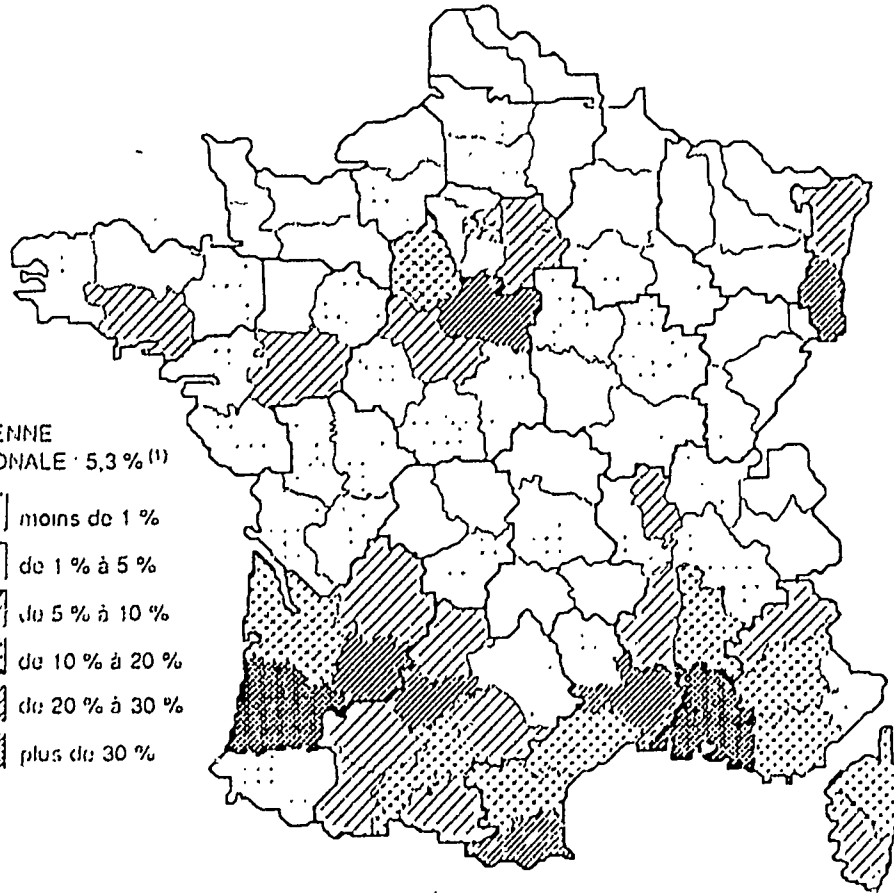 ENNE
ONALE : 5,3 % (1)
moins de 1 %
de 1 % à 5 %
de 5 % à 10 %
de 10 % à 20 %
de 20 % à 30 %
plus de 30 %